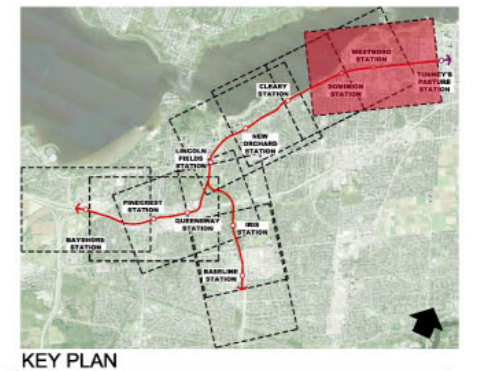 WESTBORO
STATION
TUNNEY'S
PASTURE
STATION
DOMINION
STATION
CLEARY
STATION
NEW
ORCHARD
STATION
LINCOLN
FIELDS
STATION
PINECREST
STATION
QUEENSWAY
STATION
IRIS
STATION
BAYSHORE
STATION
BASELINE
STATION
KEY PLAN